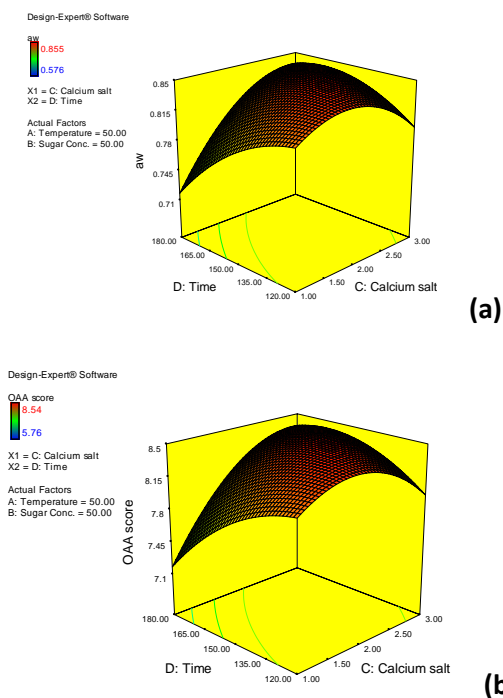 Design-Expert® Software
aw
0.855
0.576
X1 = C: Calcium salt
X2 = D: Time
Actual Factors
A: Temperature = 50.00
B: Sugar Conc. = 50.00
0.85
0.815
0.78
0.745
0.71
aw
180.00
165.00
150.00
135.00
120.00
1.00
1.50
2.00
2.50
3.00
D: Time
C: Calcium salt
(a)
Design-Expert® Software
OAA score
8.54
5.76
X1 = C: Calcium salt
X2 = D: Time
Actual Factors
A: Temperature = 50.00
B: Sugar Conc. = 50.00
8.5
8.15
7.8
7.45
7.1
OAA score
180.00
165.00
150.00
135.00
120.00
1.00
1.50
2.00
2.50
3.00
D: Time
C: Calcium salt
(b